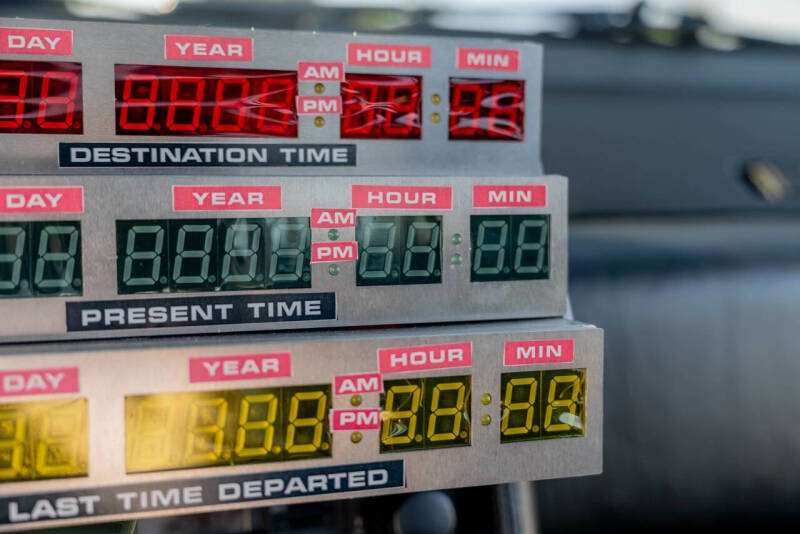 DAY YEAR HOUR MIN
AM
PM
DESTINATION TIME
DAY YEAR HOUR MIN
AM
PM
PRESENT TIME
DAY YEAR HOUR MIN
AM
PM
LAST TIME DEPARTED